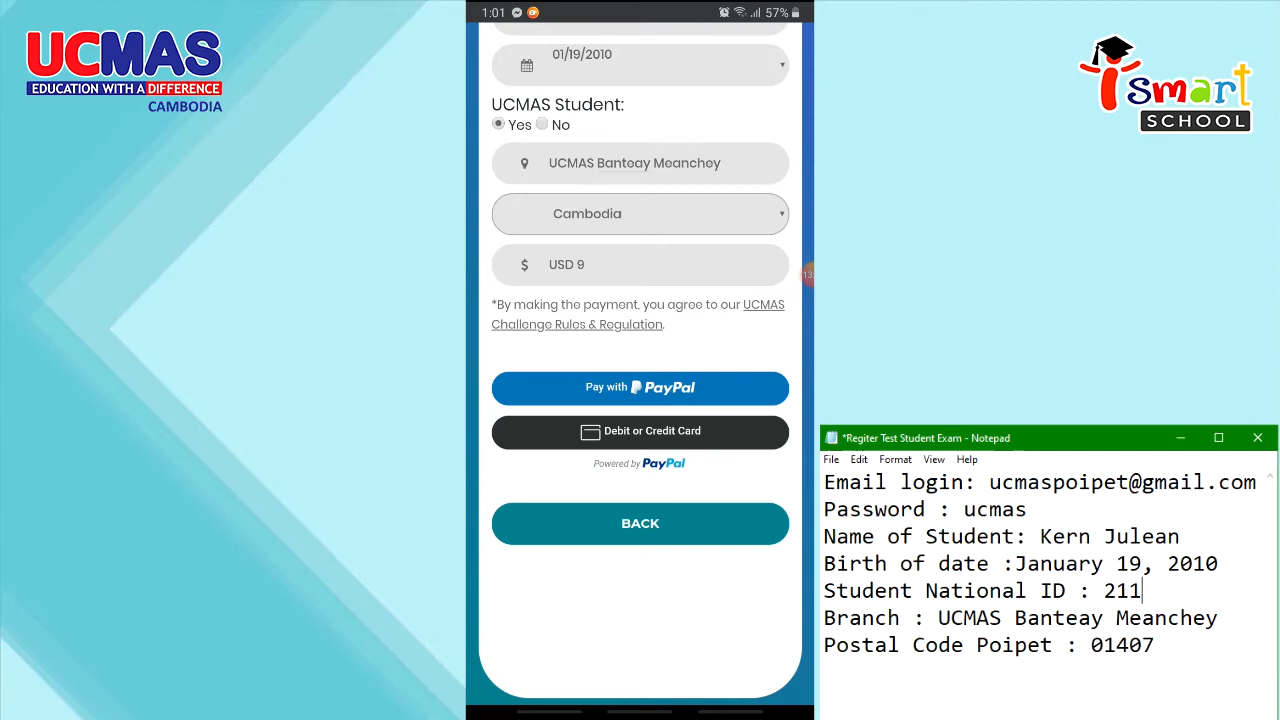 UCMAS
EDUCATION WITH A DIFFERENCE
CAMBODIA
1:01
57%
01/19/2010
UCMAS Student:
Yes No
UCMAS Banteay Meanchey
Cambodia
$ USD 9
*By making the payment, you agree to our UCMAS
Challenge Rules & Regulation.
Pay with PayPal
Debit or Credit Card
Powered by PayPal
BACK
i Smart
SCHOOL
13:
*Regiter Test Student Exam - Notepad
File Edit Format View Help
Email login: ucmaspoipet@gmail.com
Password : ucmas
Name of Student: Kern Julean
Birth of date :January 19, 2010
Student National ID : 211
Branch : UCMAS Banteay Meanchey
Postal Code Poipet : 01407